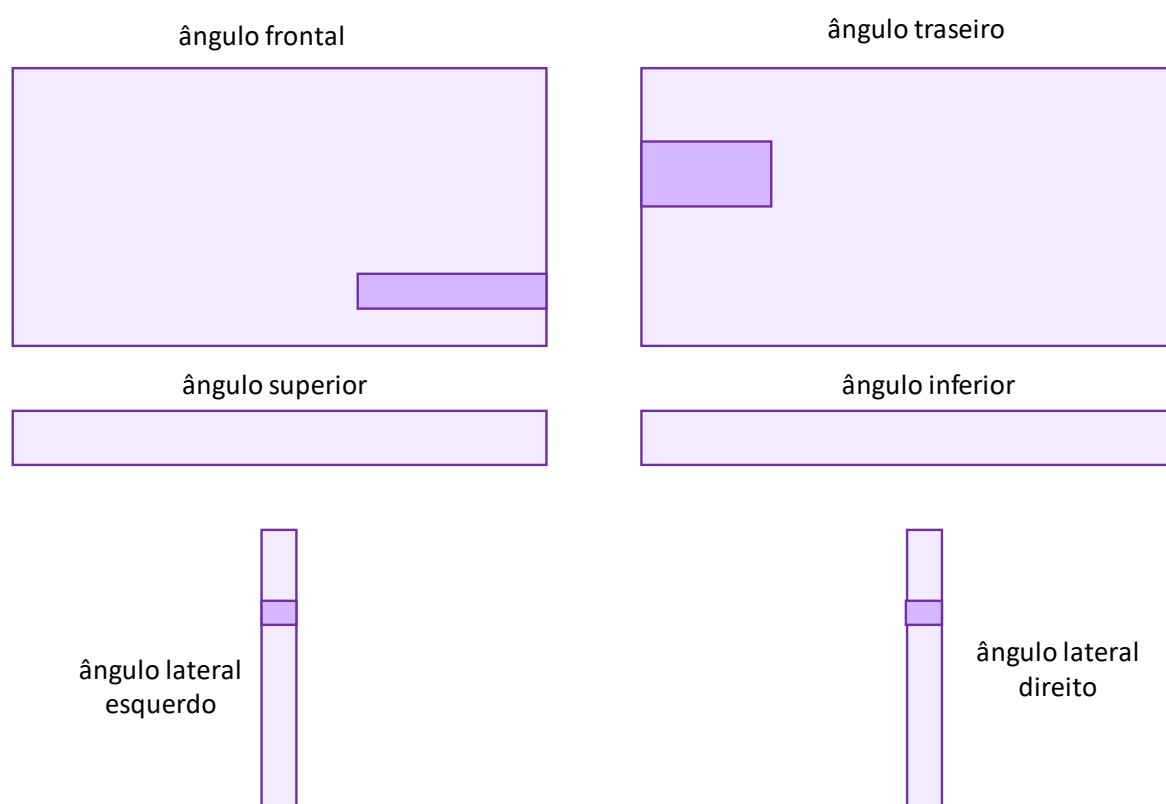 ângulo frontal
ângulo traseiro
ângulo superior
ângulo inferior
ângulo lateral
esquerdo
ângulo lateral
direito